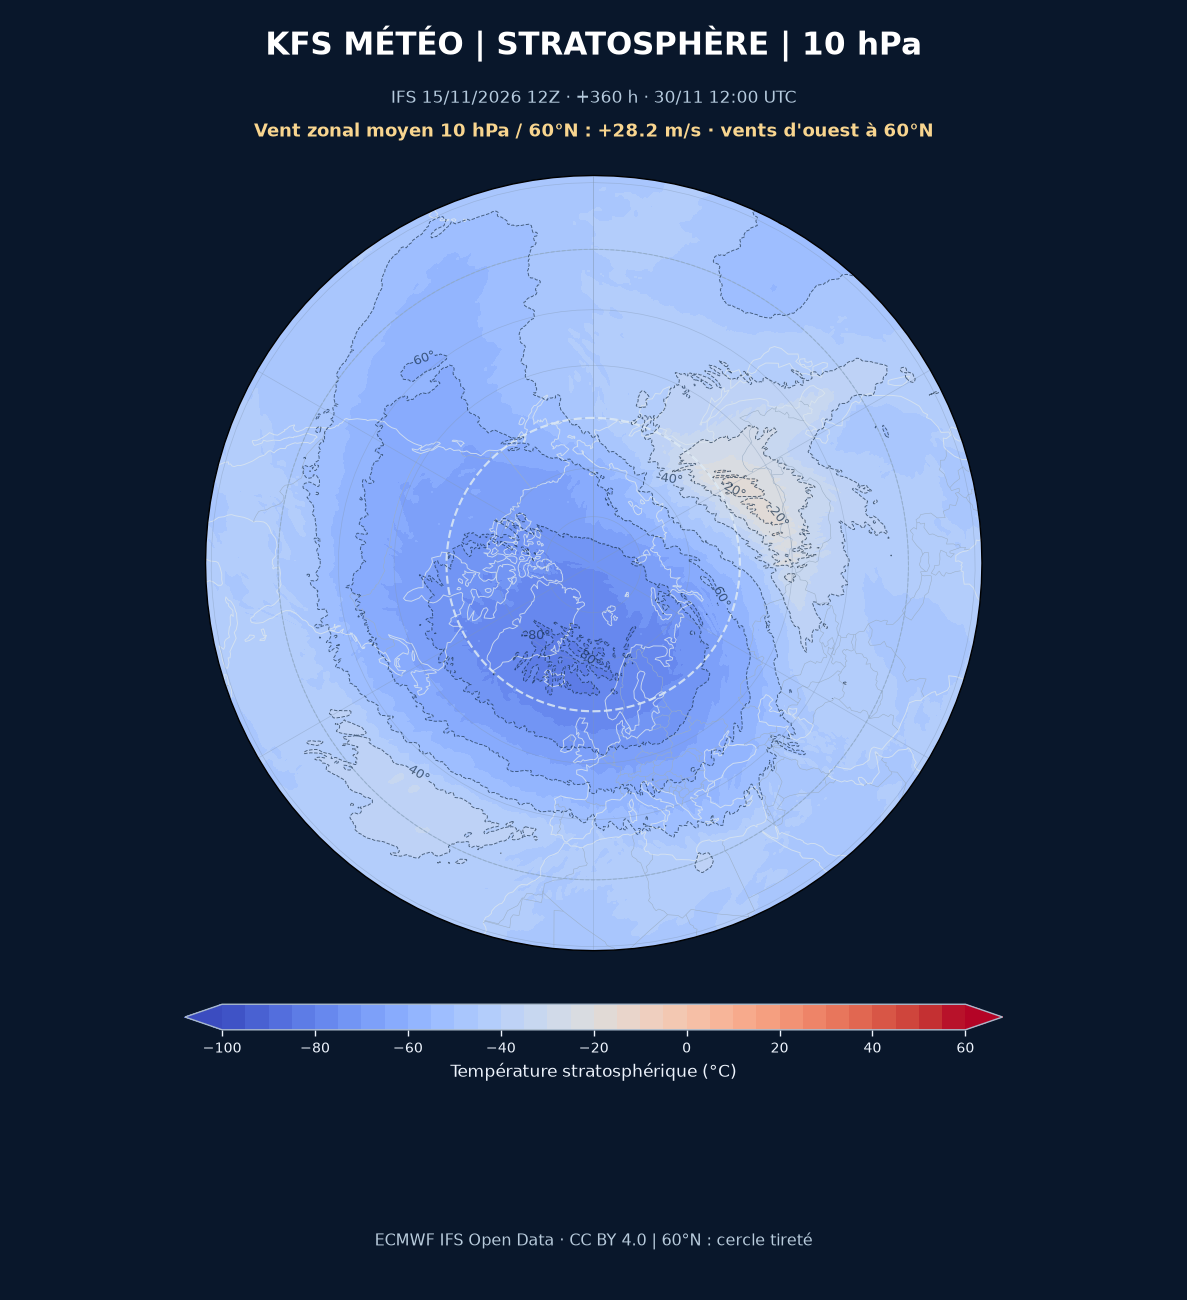 KFS MÉTÉO | STRATOSPHÈRE | 10 hPa
IFS 15/11/2026 12Z · +360 h · 30/11 12:00 UTC
Vent zonal moyen 10 hPa / 60°N : +28.2 m/s · vents d'ouest à 60°N
-60°
-40°
-20°
-20°
-60°
-80°
-80°
-40°
−100 −80 −60 −40 −20 0 20 40 60
Température stratosphérique (°C)
ECMWF IFS Open Data · CC BY 4.0 | 60°N : cercle tireté